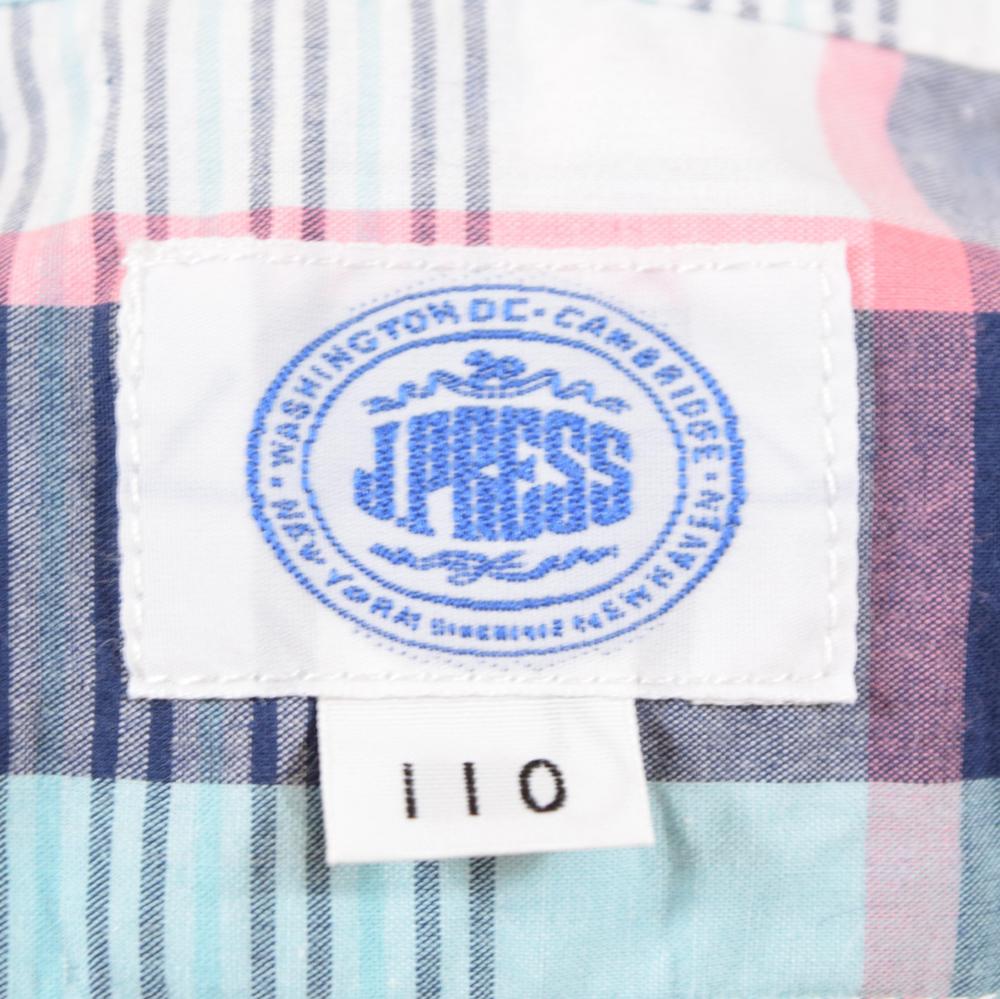 WASHINGTON DC · CAMBRIDGE · NEW HAVEN
J.PRESS
· NEW YORK
110